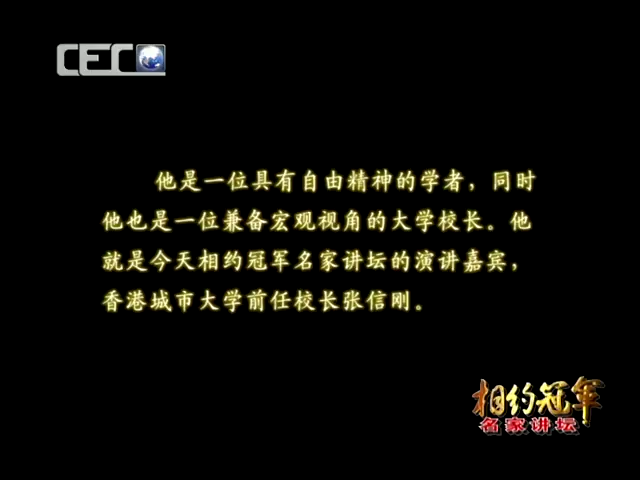 CECO
他是一位具有自由精神的学者，同时
他也是一位兼备宏观视角的大学校长。他
就是今天相约冠军名家讲坛的演讲嘉宾，
香港城市大学前任校长张信刚。
相约冠军
名家讲坛